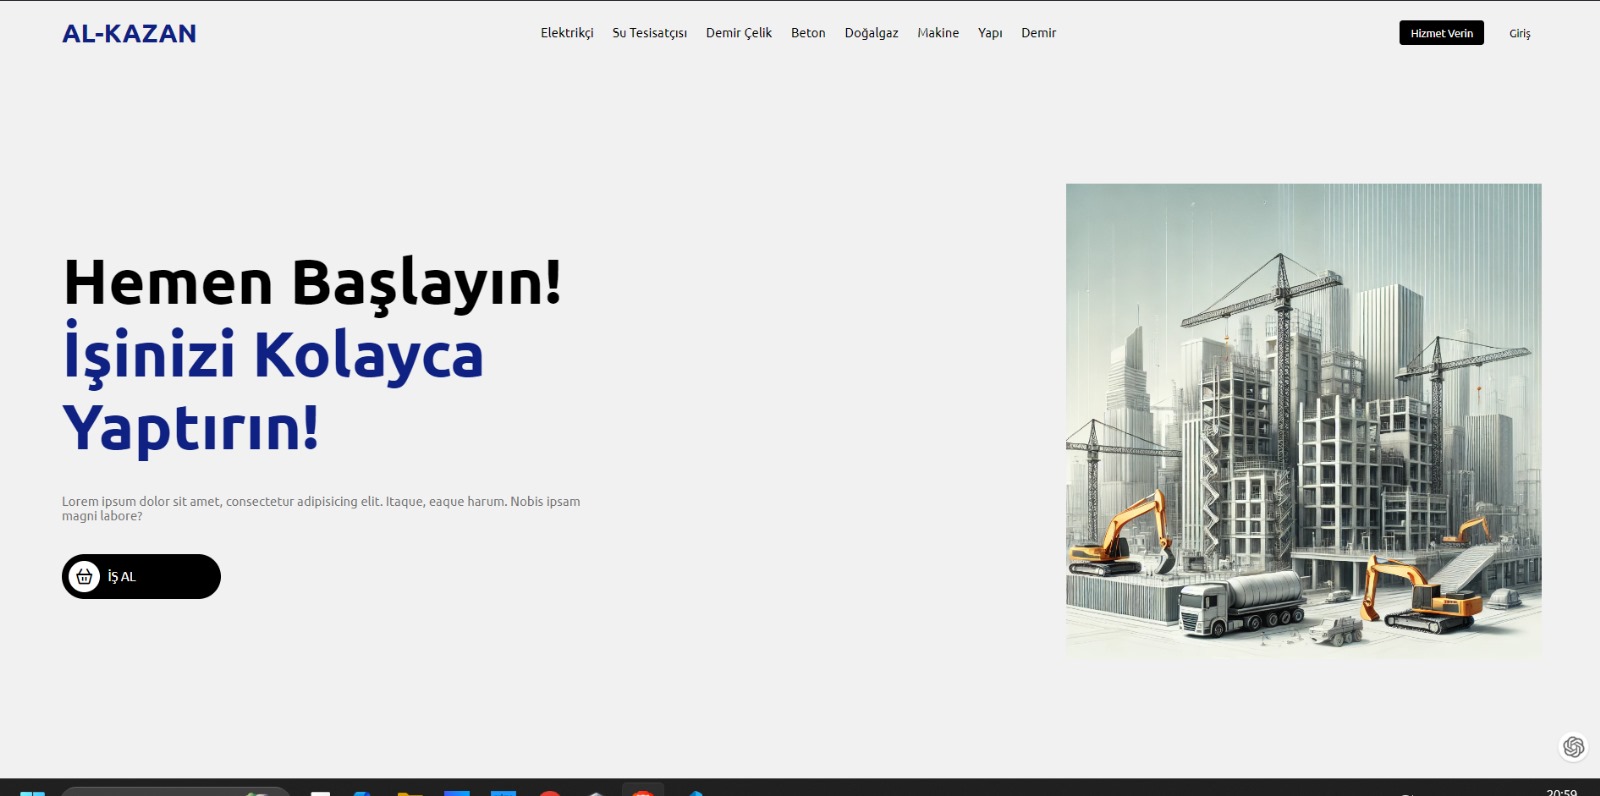 AL-KAZAN
Elektrikçi Su Tesisatçısı Demir Çelik Beton Doğalgaz Makine Yapı Demir
Hizmet Verin Giriş
Hemen Başlayın!
İşinizi Kolayca
Yaptırın!
Lorem ipsum dolor sit amet, consectetur adipisicing elit. Itaque, eaque harum. Nobis ipsam
magni labore?
İŞ AL
20:59